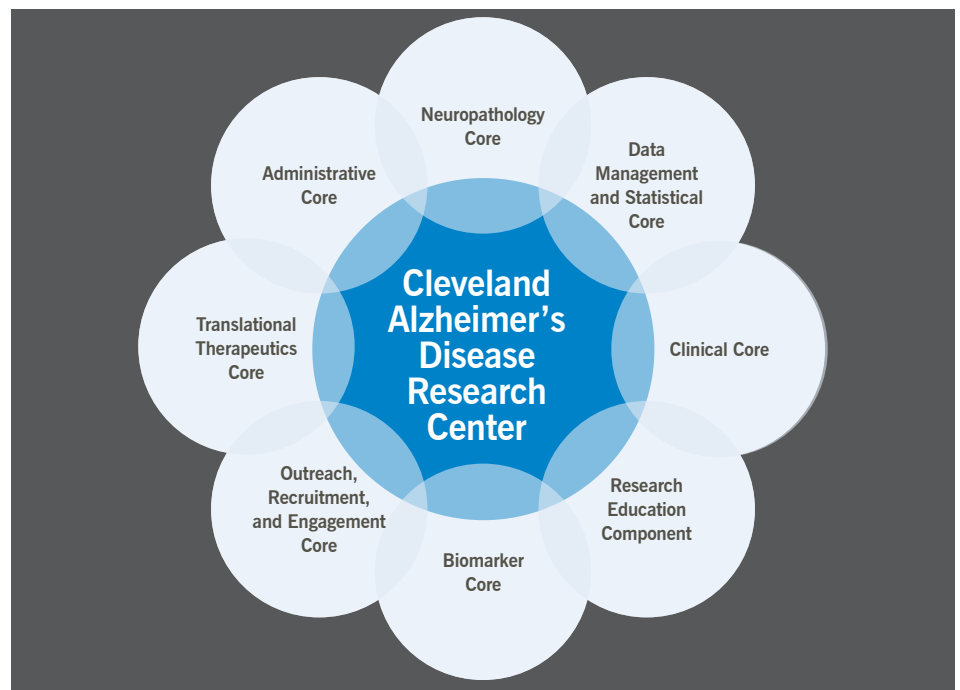 Neuropathology
Core
Data
Management
and Statistical
Core
Administrative
Core
Cleveland
Alzheimer’s
Disease
Research
Center
Translational
Therapeutics
Core
Clinical Core
Outreach,
Recruitment,
and Engagement
Core
Research
Education
Component
Biomarker
Core